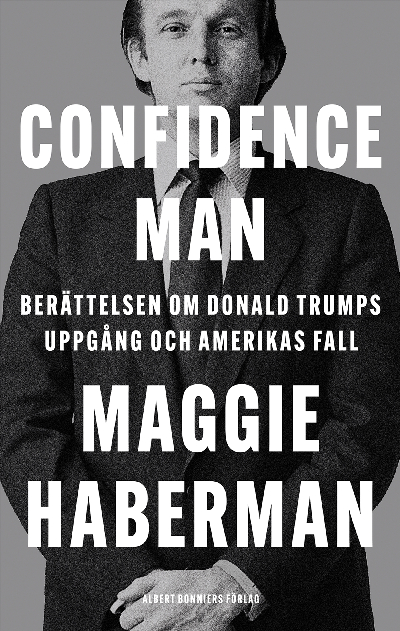 CONFIDENCE
MAN
BERÄTTELSEN OM DONALD TRUMPS
UPPGÅNG OCH AMERIKAS FALL
MAGGIE
HABERMAN
ALBERT BONNIERS FÖRLAG